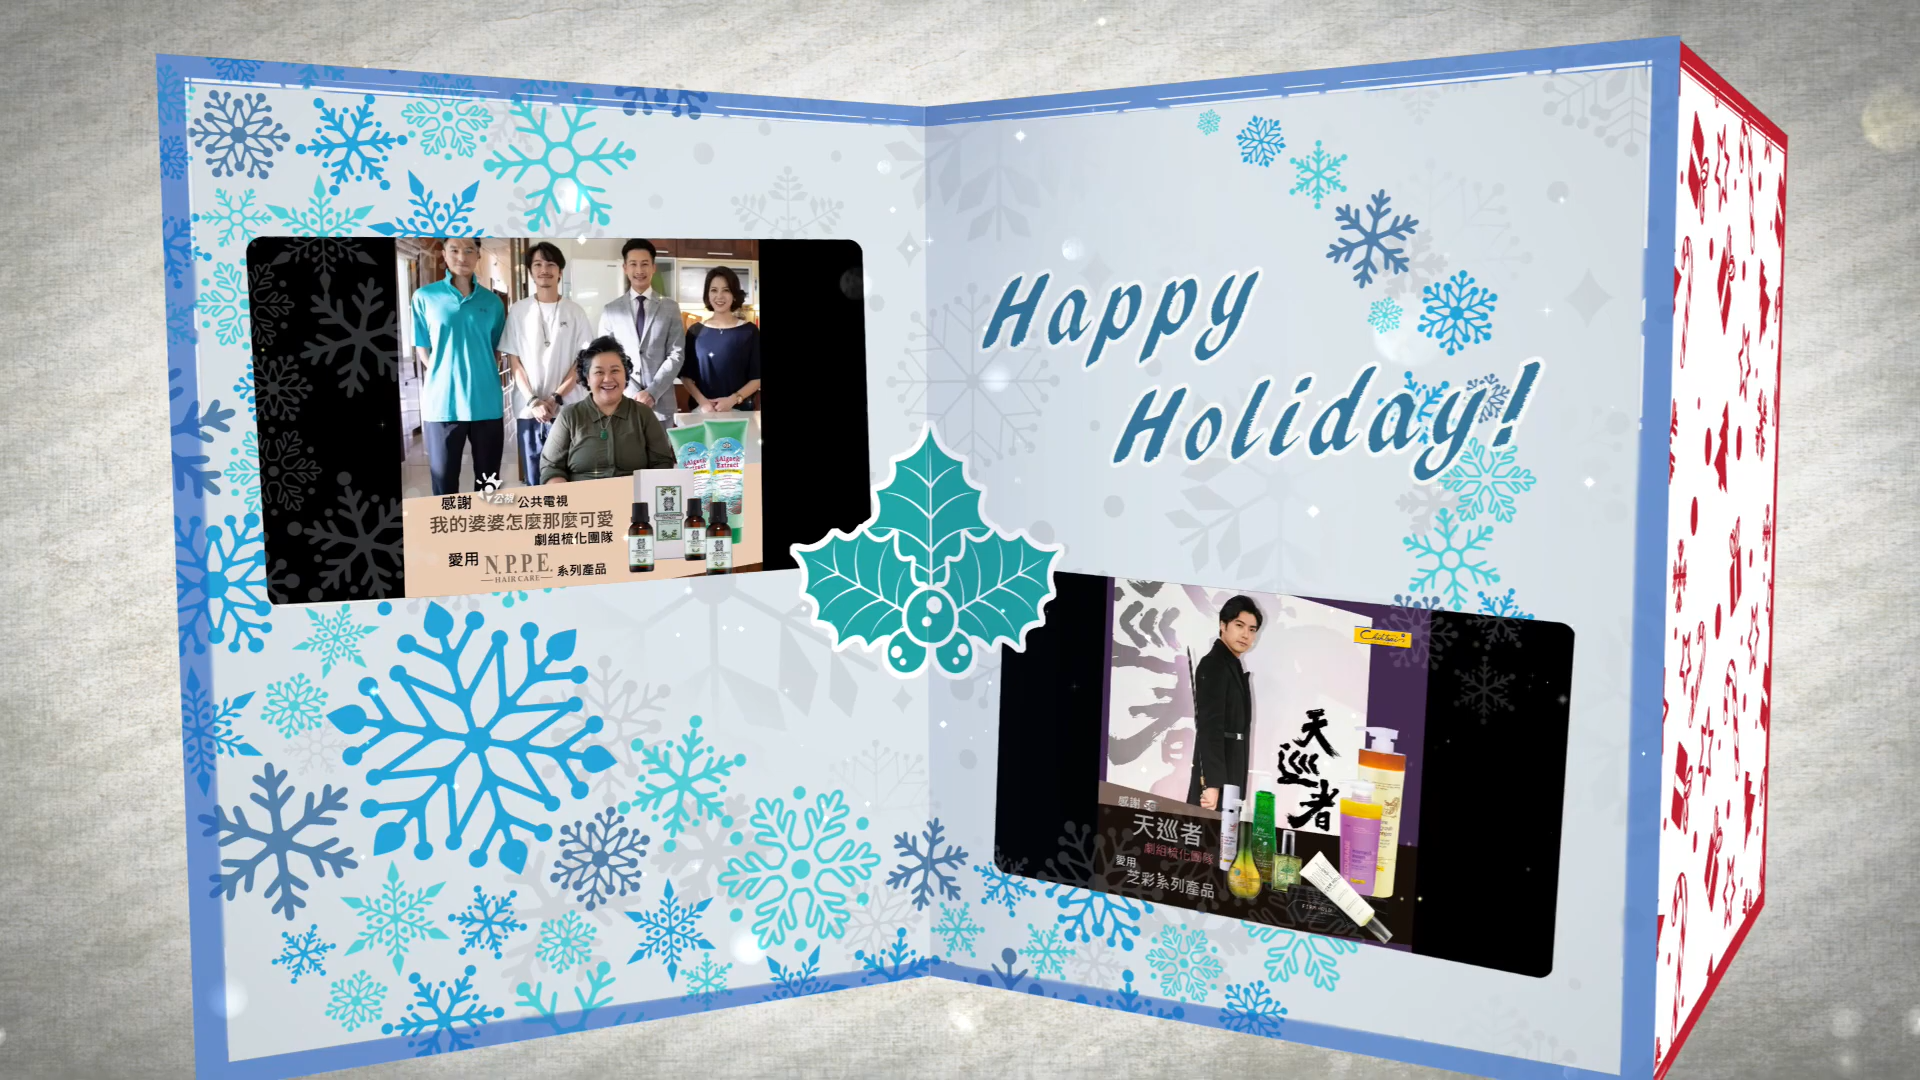 Happy
Holiday!
感謝 公視 公共電視
我的婆婆怎麼那麼可愛
劇組梳化團隊
愛用 N.P.P.E. 系列產品
HAIR CARE
Extract
天巡者
感謝
天巡者
劇組梳化團隊
愛用
芝彩系列產品